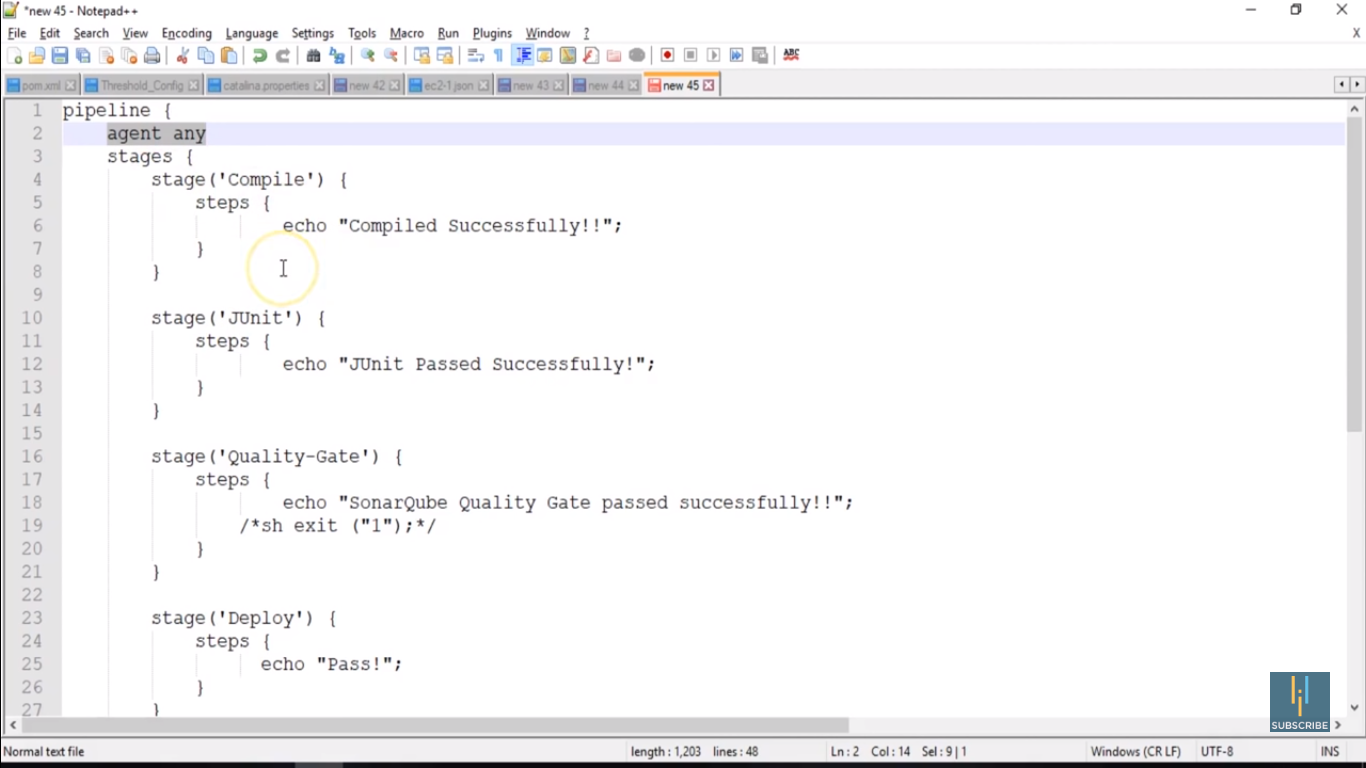 *new 45 - Notepad++
File Edit Search View Encoding Language Settings Tools Macro Run Plugins Window ? X
ABC
pom.xml Threshold_Config catalina.properties new 42 ec2-1.json new 43 new 44 new 45
1 pipeline {
2 agent any
3 stages {
4 stage('Compile') {
5 steps {
6 echo "Compiled Successfully!!";
7 }
8 }
9
10 stage('JUnit') {
11 steps {
12 echo "JUnit Passed Successfully!";
13 }
14 }
15
16 stage('Quality-Gate') {
17 steps {
18 echo "SonarQube Quality Gate passed successfully!!";
19 /*sh exit ("1");*/
20 }
21 }
22
23 stage('Deploy') {
24 steps {
25 echo "Pass!";
26 }
27 }
SUBSCRIBE
Normal text file length : 1,203 lines : 48 Ln : 2 Col : 14 Sel : 9 | 1 Windows (CR LF) UTF-8 INS